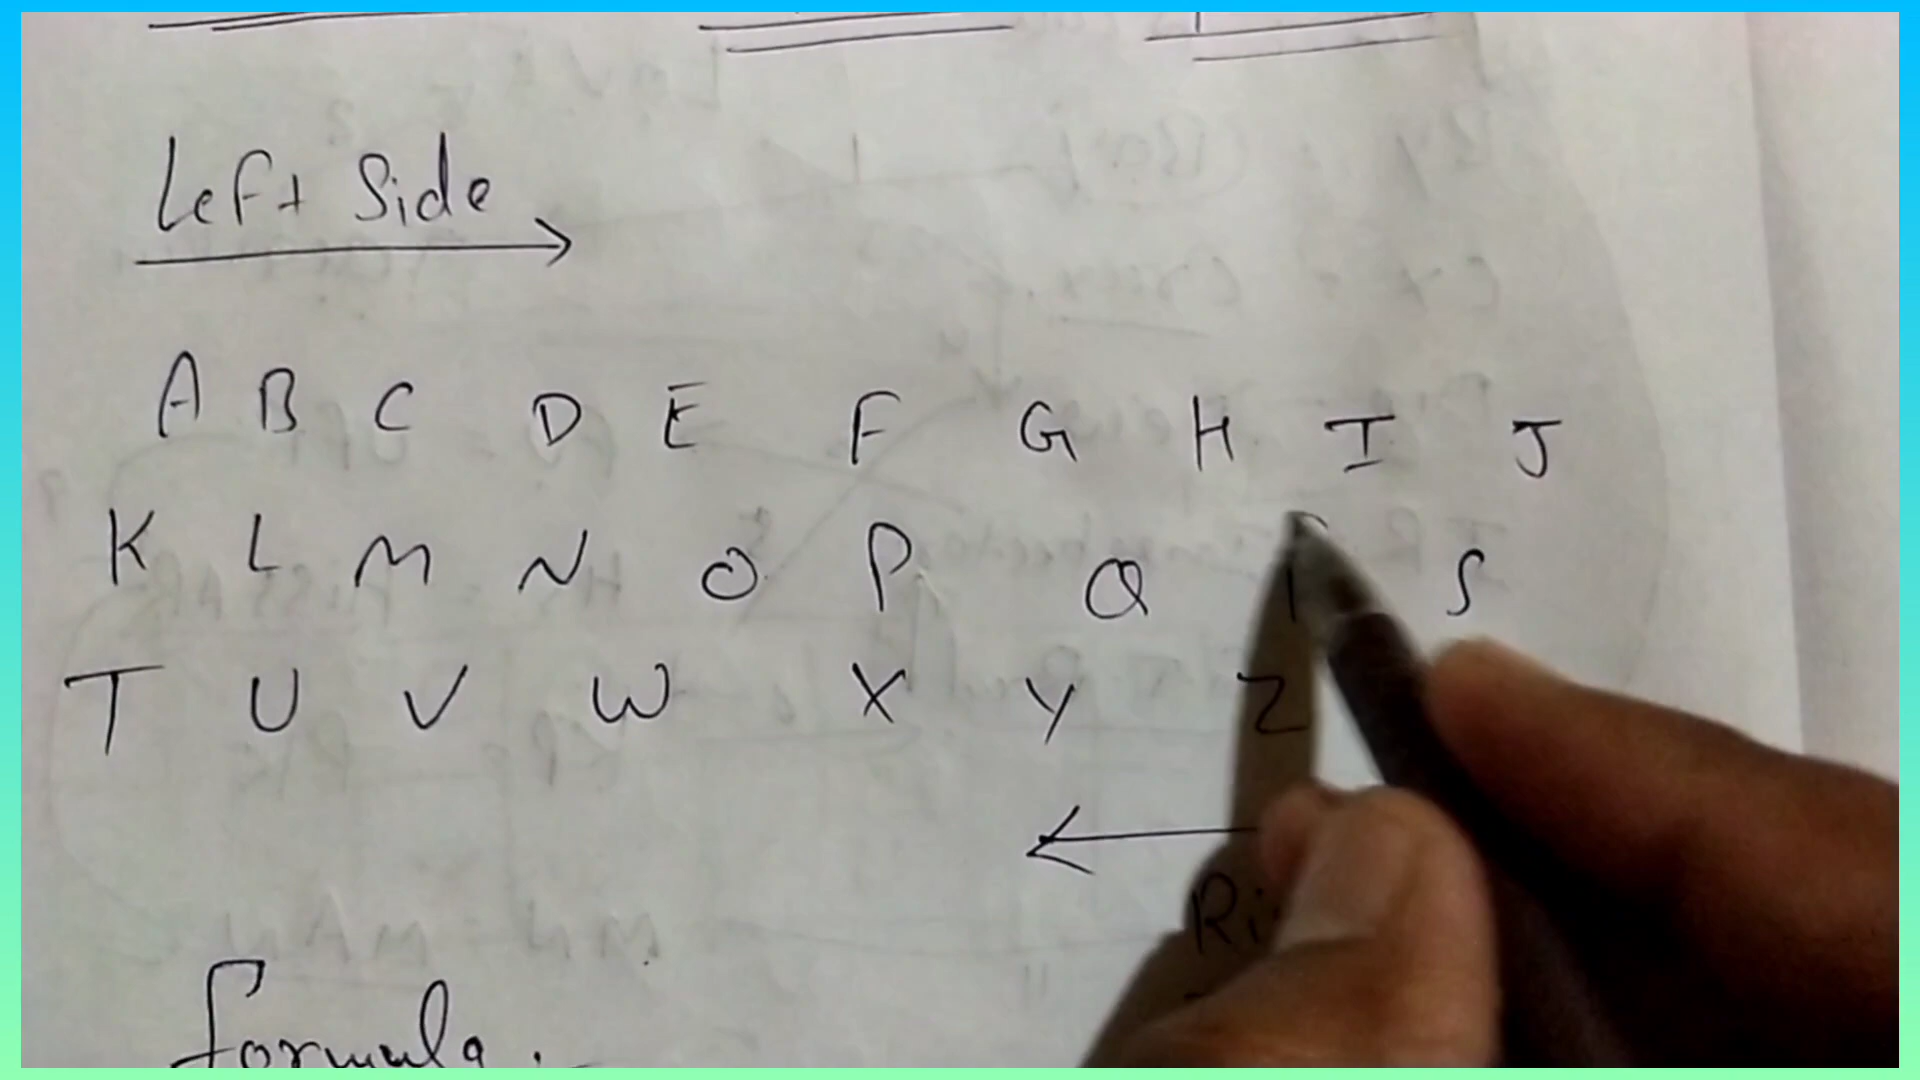 Left Side
A B C D E F G H I J
K L M N O P Q S
T U V W X Y Z
Formula:-